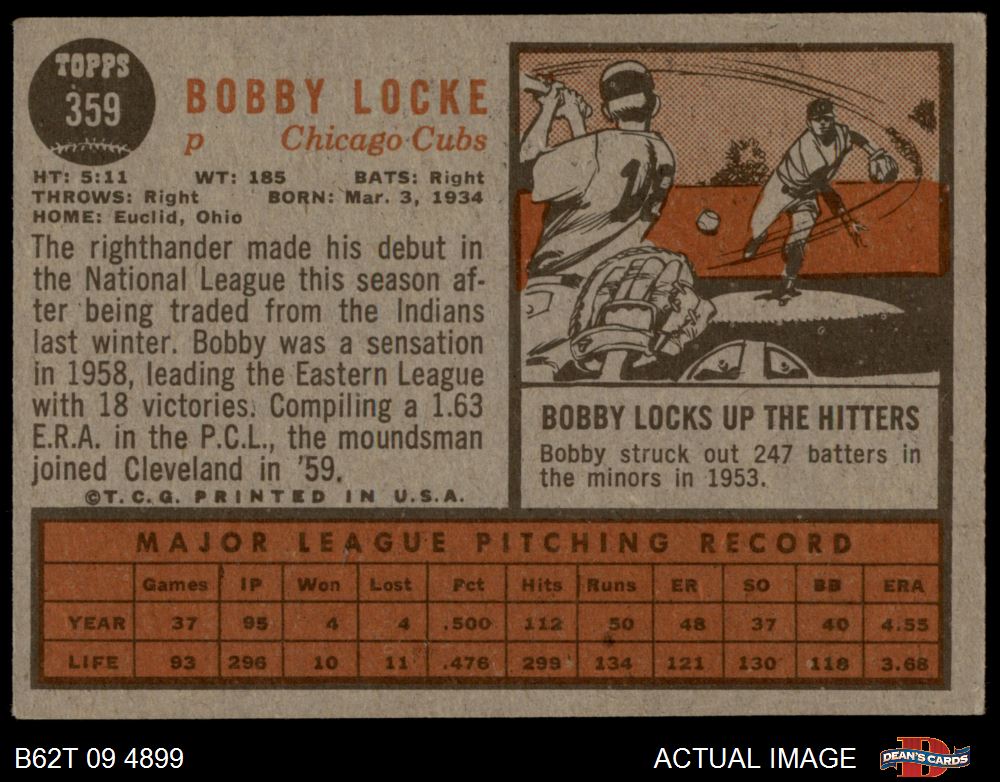 TOPPS
359
BOBBY LOCKE
p Chicago Cubs
HT: 5:11 WT: 185 BATS: Right
THROWS: Right BORN: Mar. 3, 1934
HOME: Euclid, Ohio
The righthander made his debut in
the National League this season af-
ter being traded from the Indians
last winter. Bobby was a sensation
in 1958, leading the Eastern League
with 18 victories. Compiling a 1.63
E.R.A. in the P.C.L., the moundsman
joined Cleveland in '59.
©T.C.G. PRINTED IN U.S.A.
18
BOBBY LOCKS UP THE HITTERS
Bobby struck out 247 batters in
the minors in 1953.
MAJOR LEAGUE PITCHING RECORD
Games IP Won Lost Pct Hits Runs ER SO BB ERA
YEAR 37 95 4 4 .500 112 50 48 37 40 4.55
LIFE 93 296 10 11 .476 299 134 121 130 118 3.68
B62T 09 4899
ACTUAL IMAGE
DEAN'S CARDS